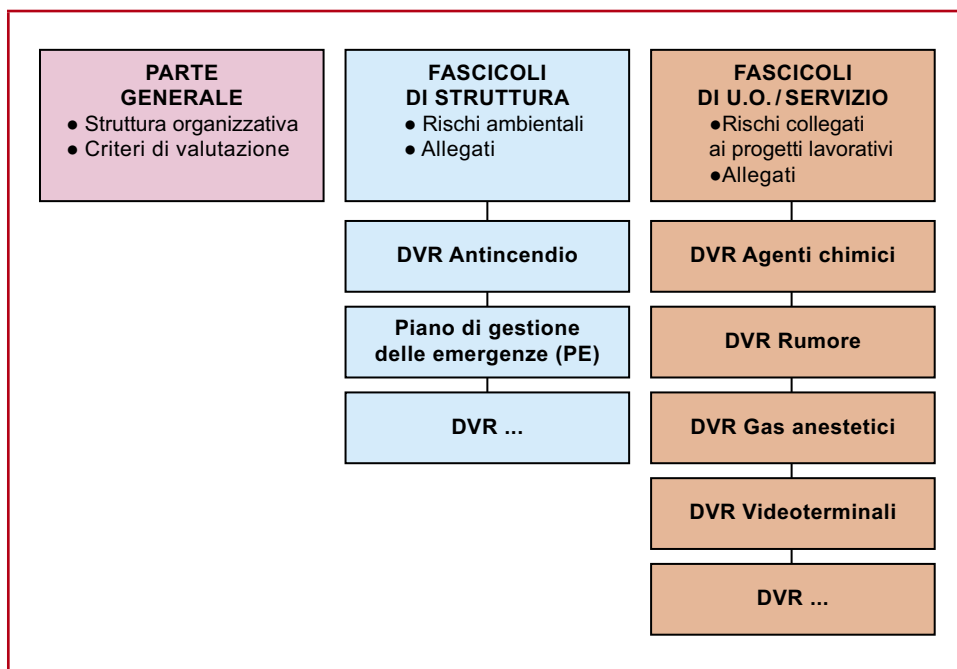 PARTE
GENERALE
● Struttura organizzativa
● Criteri di valutazione
FASCICOLI
DI STRUTTURA
● Rischi ambientali
● Allegati
DVR Antincendio
Piano di gestione
delle emergenze (PE)
DVR ...
FASCICOLI
DI U.O. / SERVIZIO
●Rischi collegati
ai progetti lavorativi
●Allegati
DVR Agenti chimici
DVR Rumore
DVR Gas anestetici
DVR Videoterminali
DVR ...